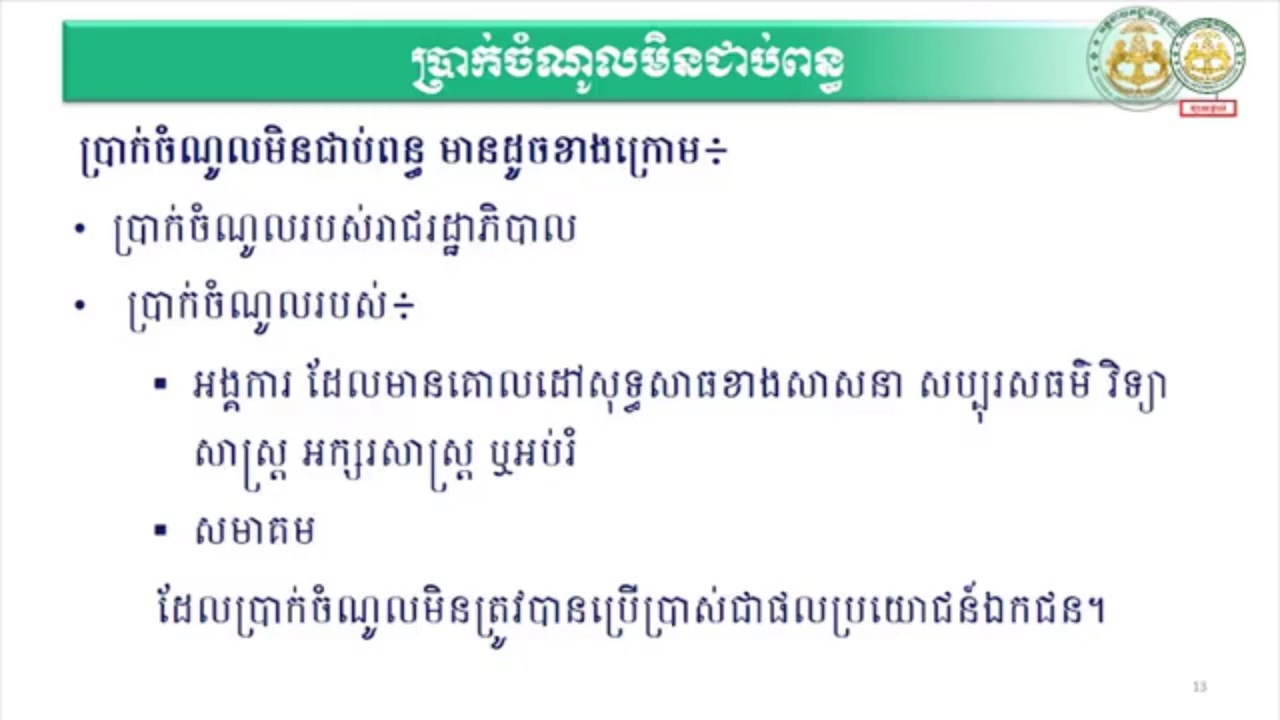 ប្រាក់ចំណូលមិនជាប់ពន្ធ
ប្រាក់ចំណូលមិនជាប់ពន្ធ មានដូចខាងក្រោម÷
• ប្រាក់ចំណូលរបស់រាជរដ្ឋាភិបាល
• ប្រាក់ចំណូលរបស់÷
▪ អង្គការ ដែលមានគោលដៅសុទ្ធសាធខាងសាសនា សប្បុរសធម៌ វិទ្យា
សាស្ត្រ អក្សរសាស្ត្រ ឬអប់រំ
▪ សមាគម
ដែលប្រាក់ចំណូលមិនត្រូវបានប្រើប្រាស់ជាផលប្រយោជន៍ឯកជន។
13